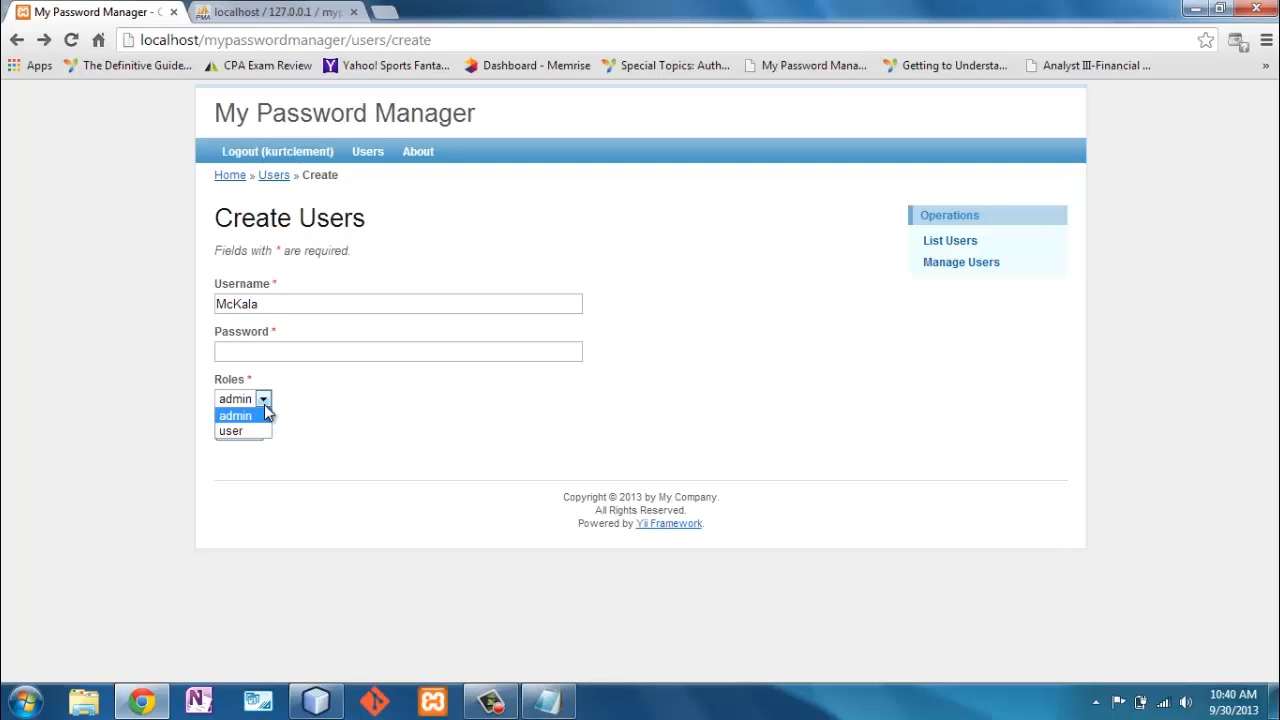 My Password Manager - C
localhost / 127.0.0.1 / myp
localhost/mypasswordmanager/users/create
Apps
The Definitive Guide...
CPA Exam Review
Yahoo! Sports Fanta...
Dashboard - Memrise
Special Topics: Auth...
My Password Mana...
Getting to Understa...
Analyst III-Financial ...
»
My Password Manager
Logout (kurtclement) Users About
Home » Users » Create
Create Users
Fields with * are required.
Operations
List Users
Manage Users
Username *
McKala
Password *
Roles *
admin
admin
user
Copyright © 2013 by My Company.
All Rights Reserved.
Powered by Yii Framework.
10:40 AM
9/30/2013